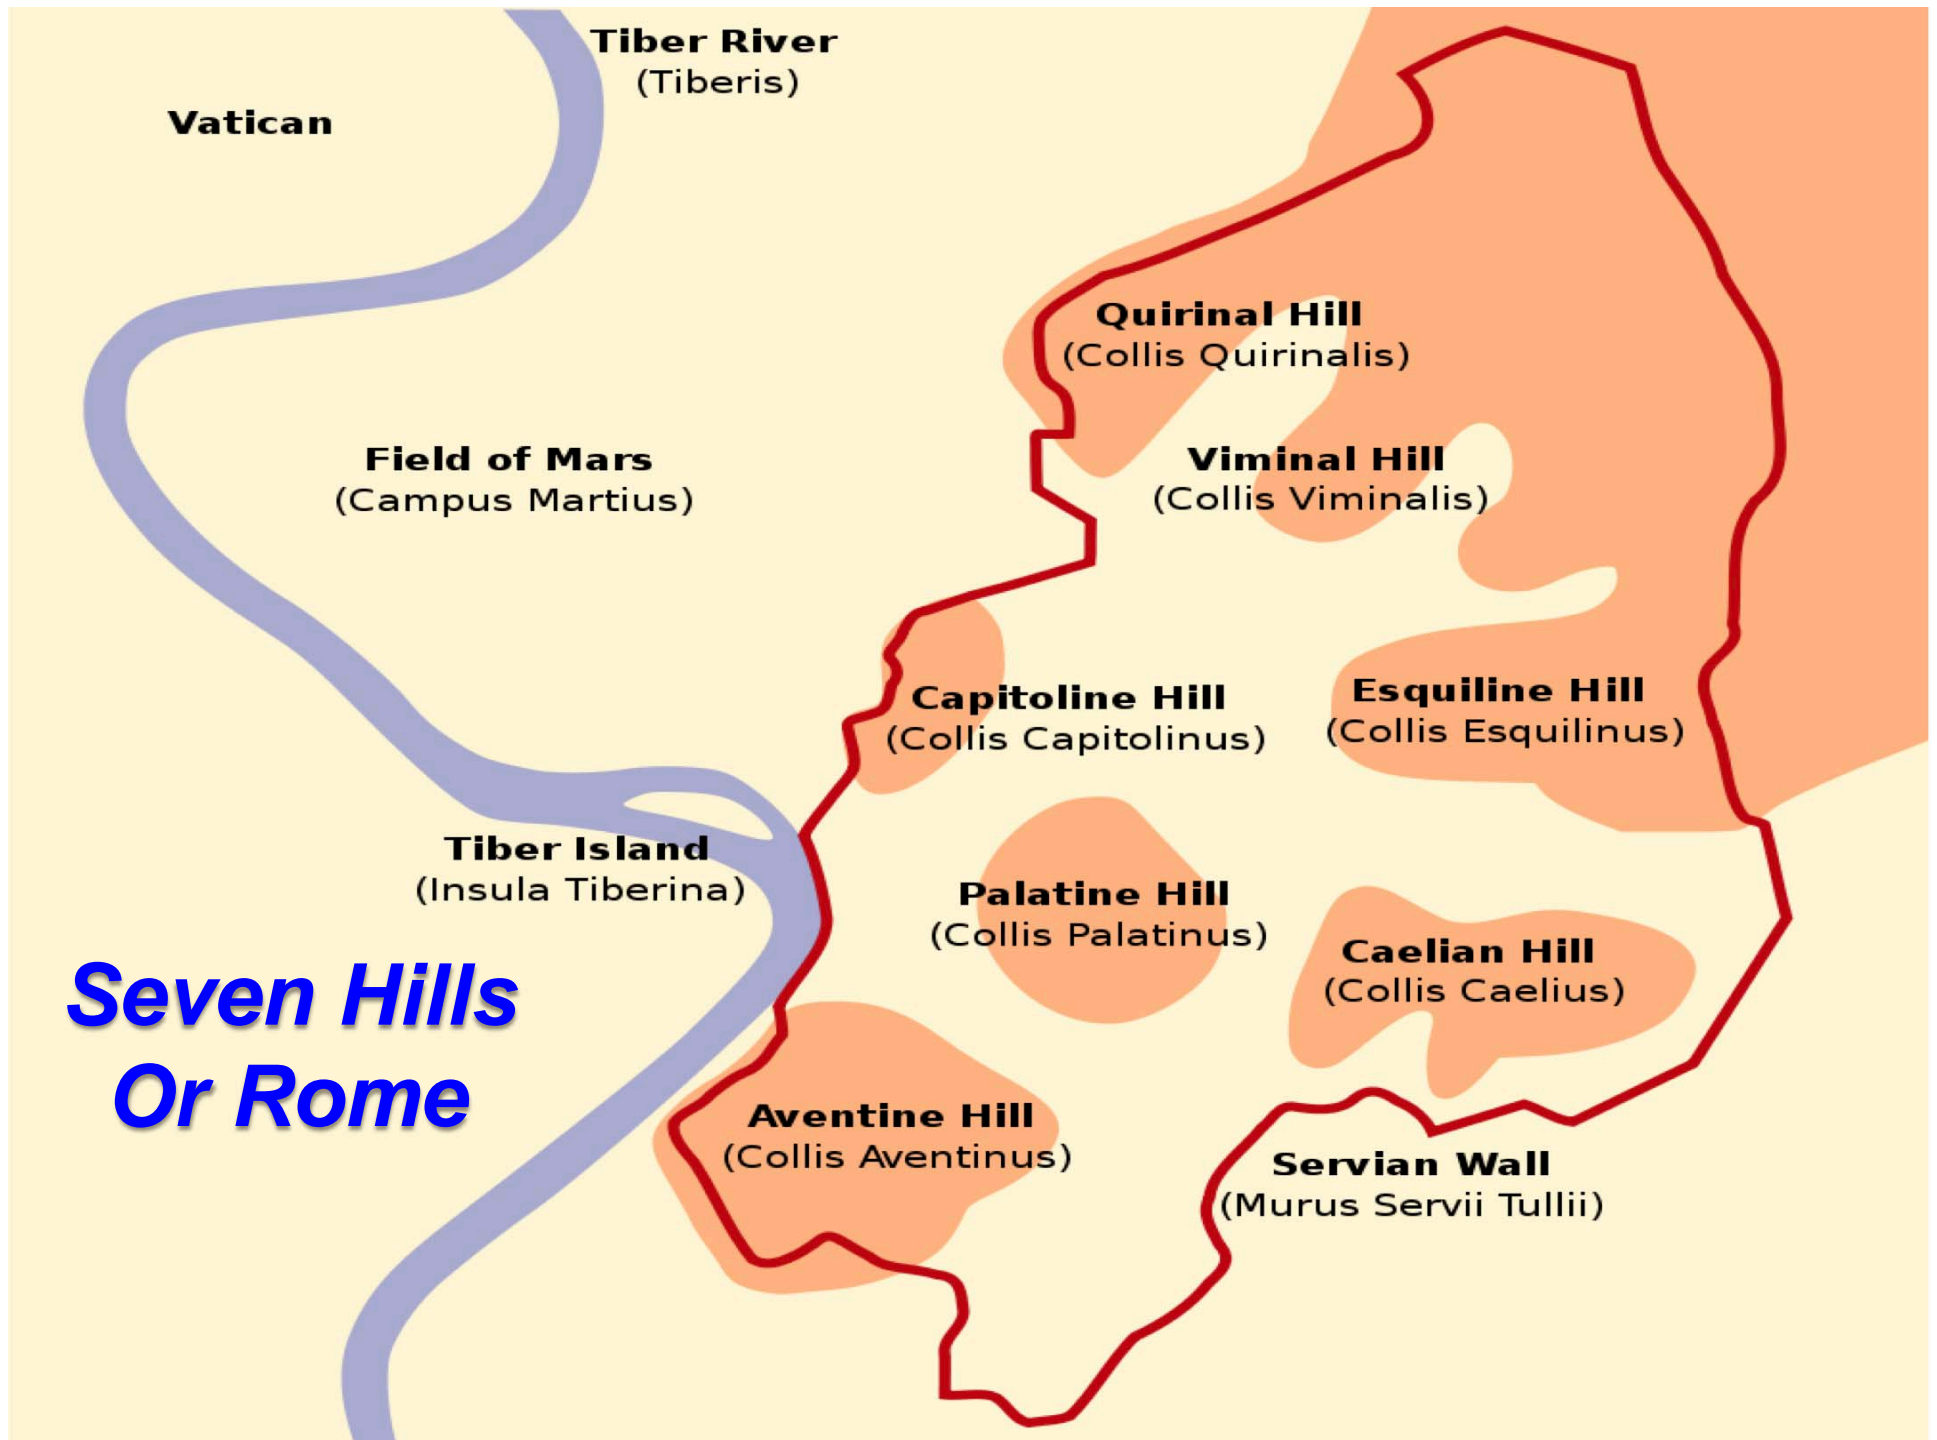 Tiber River
(Tiberis)
Vatican
Quirinal Hill
(Collis Quirinalis)
Field of Mars
(Campus Martius)
Viminal Hill
(Collis Viminalis)
Capitoline Hill
(Collis Capitolinus)
Esquiline Hill
(Collis Esquilinus)
Tiber Island
(Insula Tiberina)
Palatine Hill
(Collis Palatinus)
Caelian Hill
(Collis Caelius)
Seven Hills
Or Rome
Aventine Hill
(Collis Aventinus)
Servian Wall
(Murus Servii Tullii)